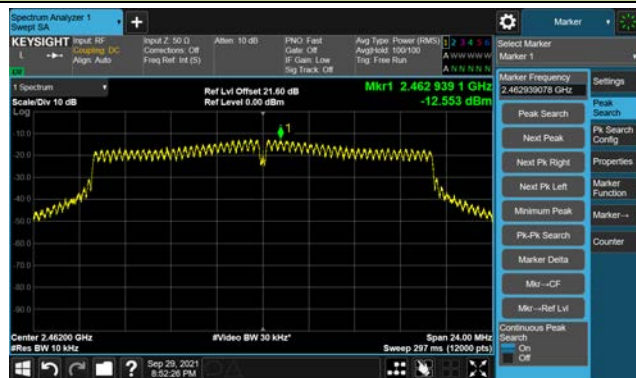 Spectrum Analyzer 1
Swept SA
Marker
KEYSIGHT
L
Input: RF
Coupling: DC
Align: Auto
Input Z: 50 Ω
Corrections: Off
Freq Ref: Int (S)
Atten: 10 dB
PNO: Fast
Gate: Off
IF Gain: Low
Sig Track: Off
Avg Type: Power (RMS)
Avg|Hold: 100/100
Trig: Free Run
1 2 3 4 5 6
A W W W W W
A N N N N N
Select Marker
Marker 1
1 Spectrum
Scale/Div 10 dB
Log
Ref Lvl Offset 21.60 dB
Ref Level 0.00 dBm
Mkr1 2.462 939 1 GHz
-12.553 dBm
1
-10.0
-20.0
-30.0
-40.0
-50.0
-60.0
-70.0
-80.0
-90.0
Center 2.46200 GHz
#Res BW 10 kHz
#Video BW 30 kHz*
Span 24.00 MHz
Sweep 297 ms (12000 pts)
Marker Frequency
2.462939078 GHz
Peak Search
Next Peak
Next Pk Right
Next Pk Left
Minimum Peak
Pk-Pk Search
Marker Delta
Mkr→CF
Mkr→Ref Lvl
Continuous Peak
Search
On
Off
Settings
Peak
Search
Pk Search
Config
Properties
Marker
Function
Marker→
Counter
Sep 29, 2021
8:52:26 PM